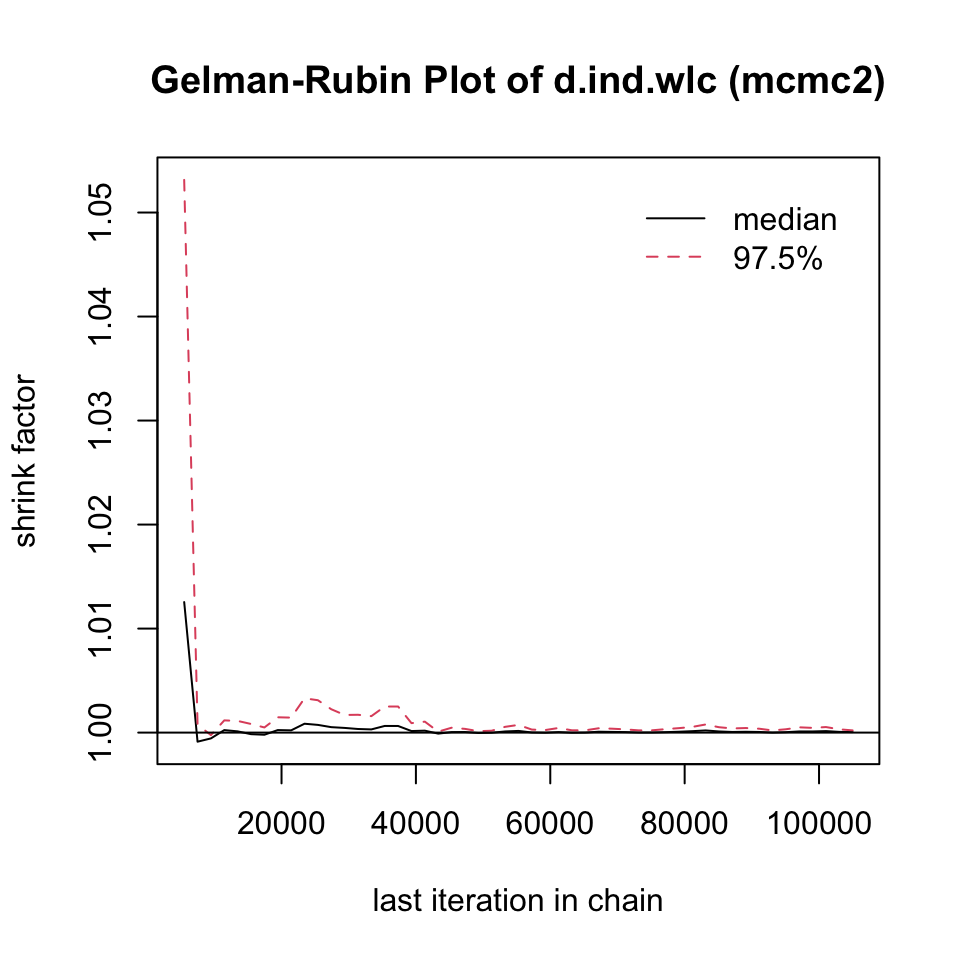 Gelman-Rubin Plot of d.ind.wlc (mcmc2)
median
97.5%
1.05
1.04
1.03
1.02
1.01
1.00
shrink factor
20000 40000 60000 80000 100000
last iteration in chain